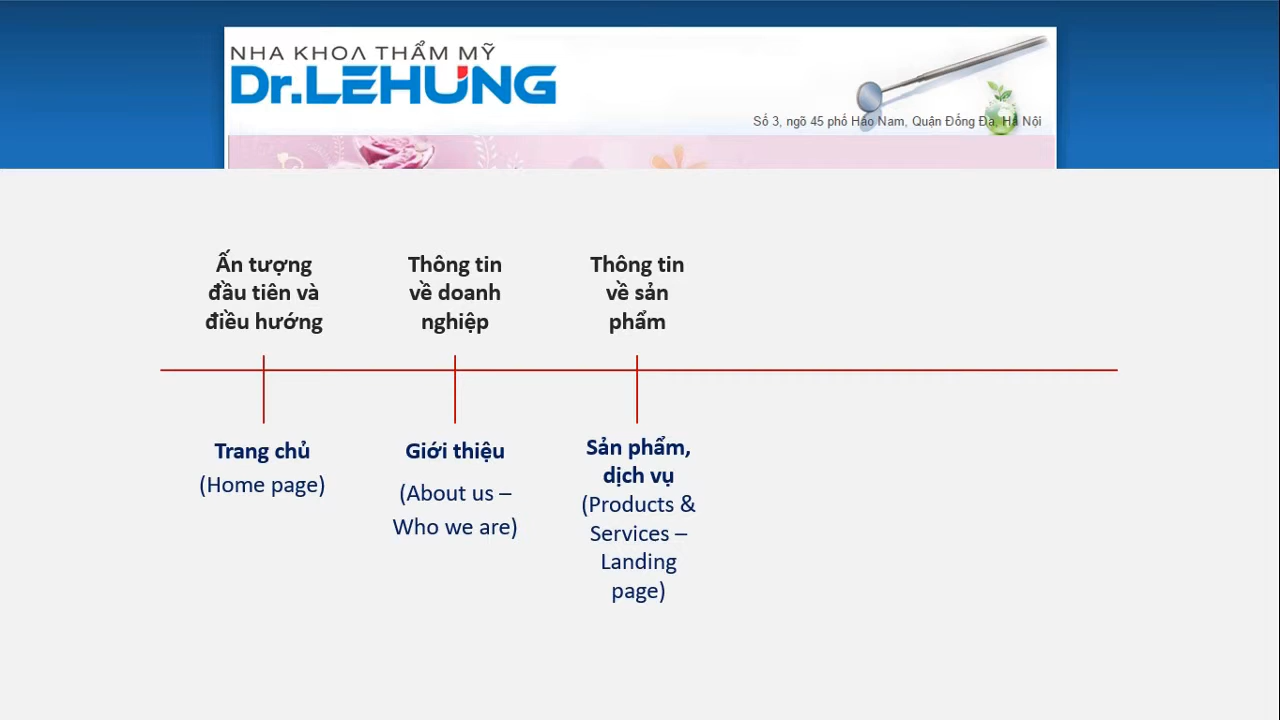 NHA KHOA THẨM MỸ
Dr.LEHÙNG
Số 3, ngõ 45 phố Hào Nam, Quận Đống Đa, Hà Nội
Ấn tượng
đầu tiên và
điều hướng
Thông tin
về doanh
nghiệp
Thông tin
về sản
phẩm
Trang chủ
(Home page)
Giới thiệu
(About us –
Who we are)
Sản phẩm,
dịch vụ
(Products &
Services –
Landing
page)